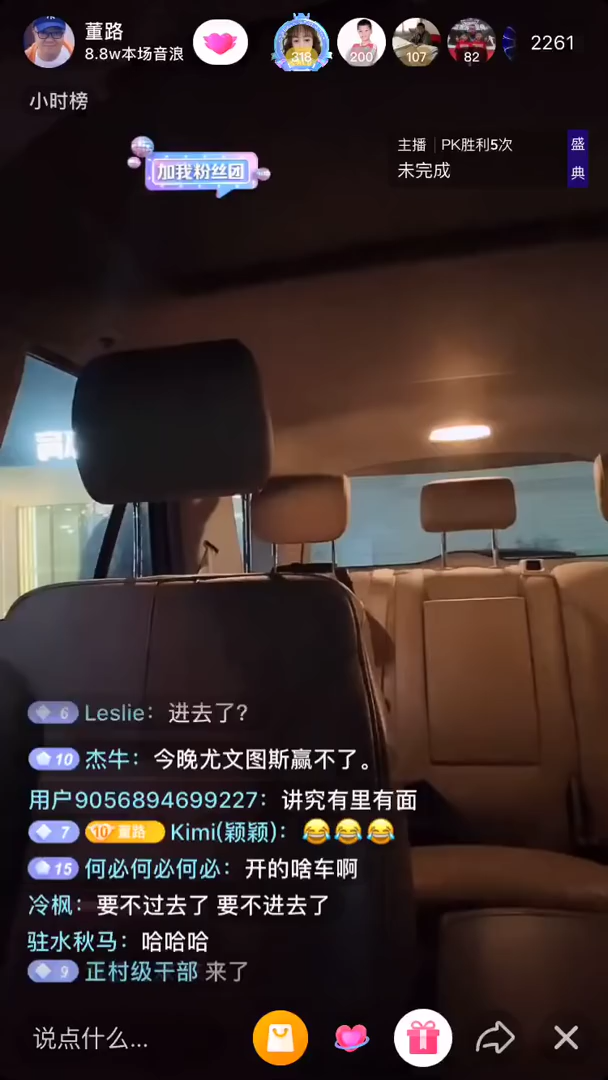 董路
8.8w本场音浪
318
200
107
82
2261
小时榜
加我粉丝团
主播 | PK胜利5次
未完成
盛典
6 Leslie：进去了?
10 杰牛：今晚尤文图斯赢不了。
用户9056894699227：讲究有里有面
7 10 董路 Kimi(颖颖)：😂😂😂
15 何必何必何必：开的啥车啊
冷枫：要不过去了 要不进去了
驻水秋马：哈哈哈
9 正村级干部 来了
说点什么...